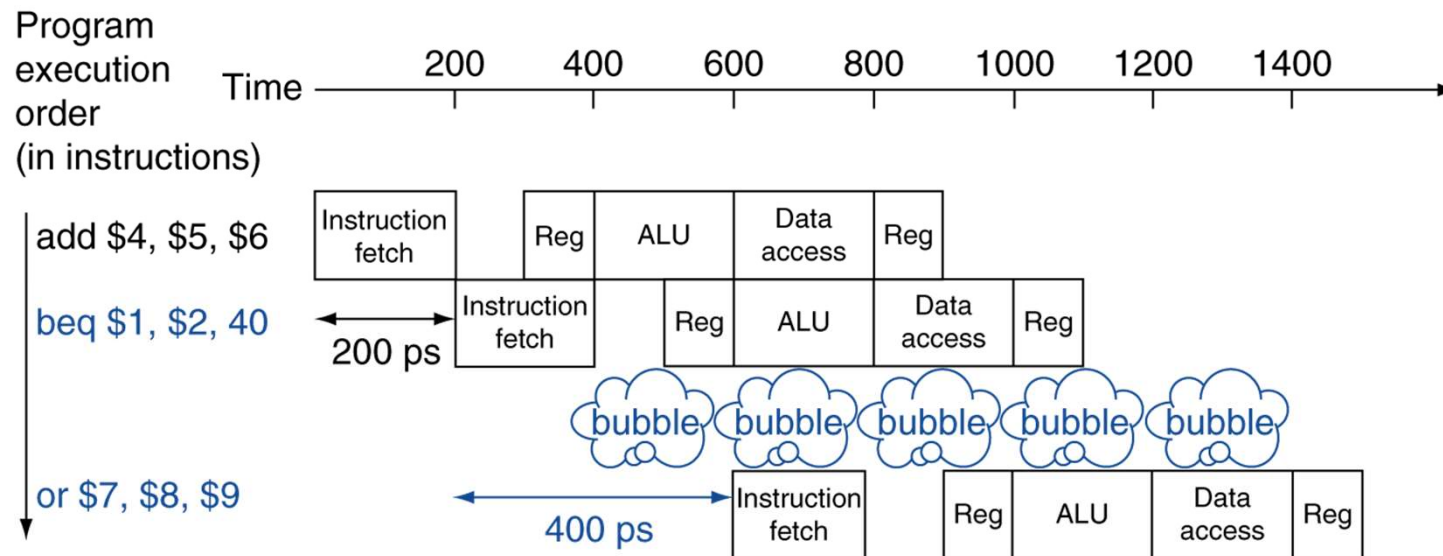 Program
execution
order
(in instructions)
Time
200 400 600 800 1000 1200 1400
add $4, $5, $6
Instruction
fetch
Reg
ALU
Data
access
Reg
beq $1, $2, 40
200 ps
Instruction
fetch
Reg
ALU
Data
access
Reg
bubble bubble bubble bubble bubble
or $7, $8, $9
400 ps
Instruction
fetch
Reg
ALU
Data
access
Reg